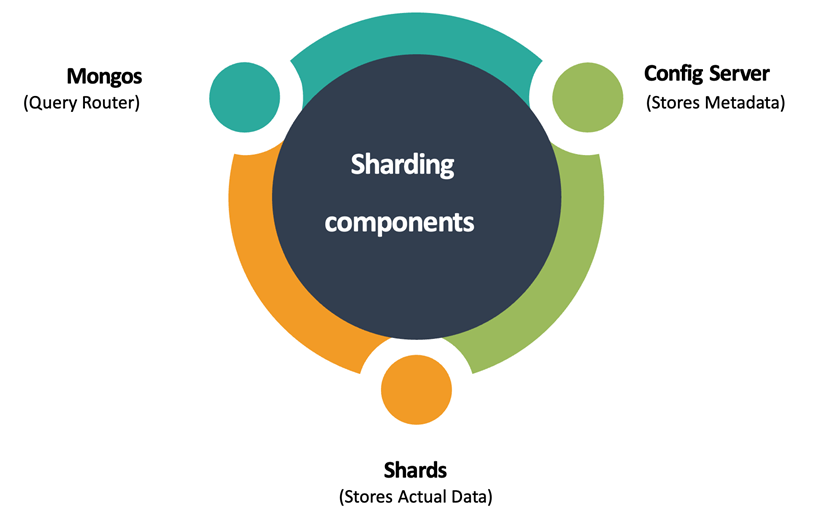 Mongos
(Query Router)
Config Server
(Stores Metadata)
Sharding
components
Shards
(Stores Actual Data)